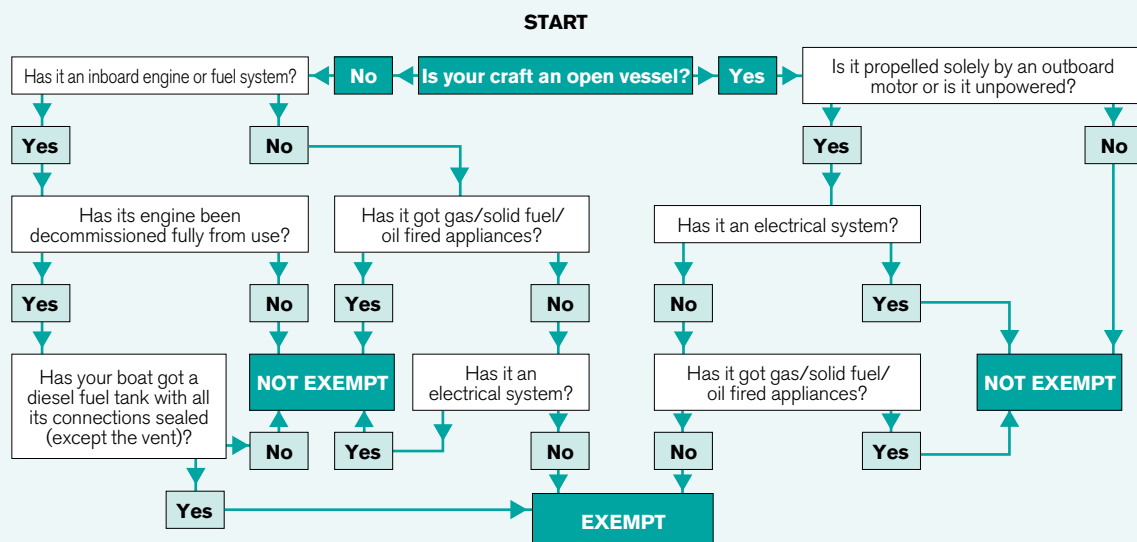 START
Has it an inboard engine or fuel system?
No
Is your craft an open vessel?
Yes
Is it propelled solely by an outboard
motor or is it unpowered?
Yes
No
Yes
No
Has its engine been
decommissioned fully from use?
Has it got gas/solid fuel/
oil fired appliances?
Has it an electrical system?
Yes
No
Yes
No
No
Yes
Has your boat got a
diesel fuel tank with all
its connections sealed
(except the vent)?
NOT EXEMPT
Has it an
electrical system?
Has it got gas/solid fuel/
oil fired appliances?
NOT EXEMPT
No
Yes
No
No
Yes
Yes
EXEMPT